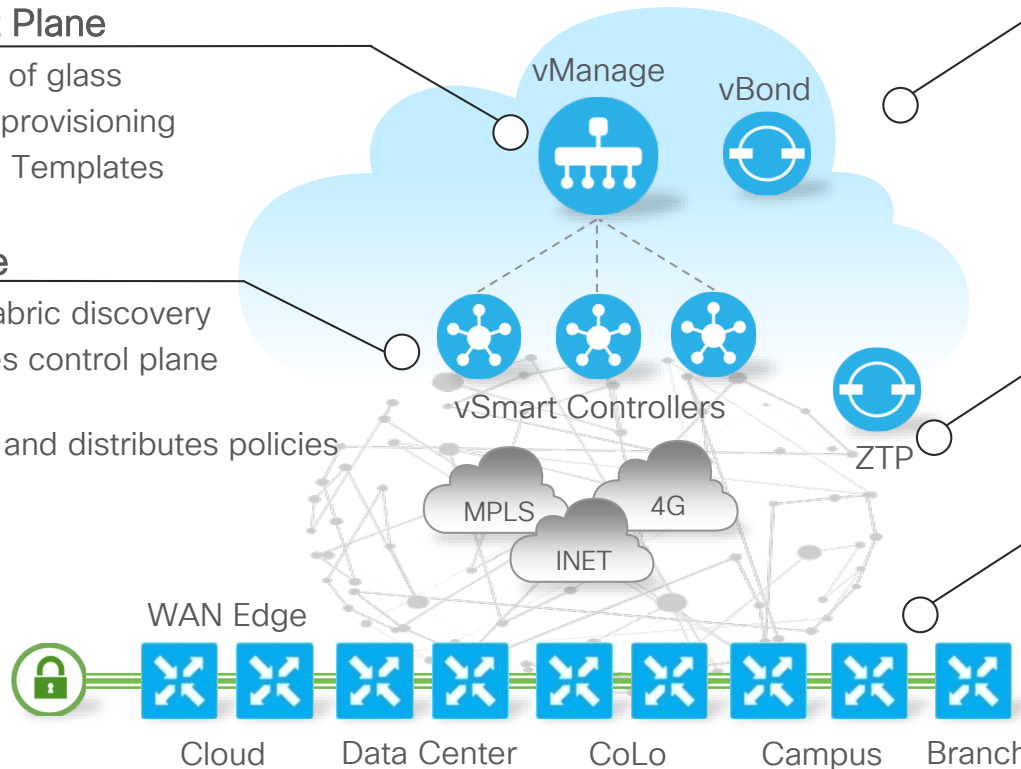 Plane
of glass
provisioning
Templates
abric discovery
es control plane
and distributes policies
vManage
vBond
vSmart Controllers
ZTP
MPLS
4G
INET
WAN Edge
Cloud
Data Center
CoLo
Campus
Branch